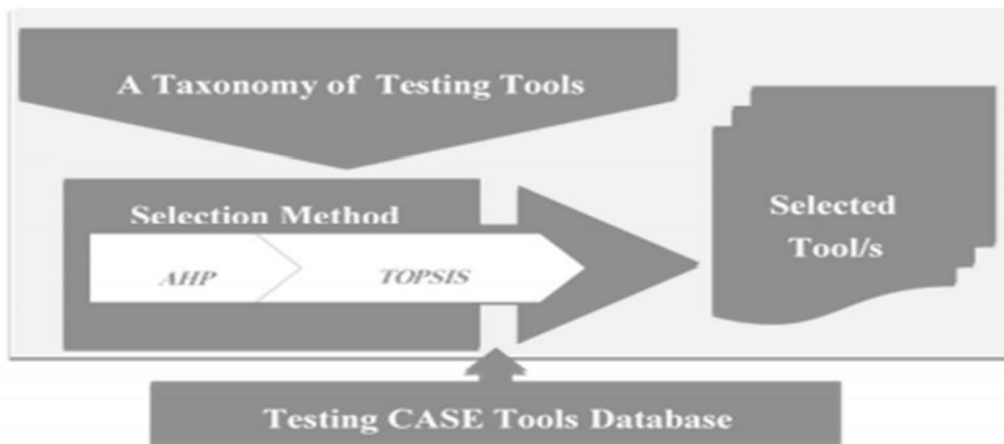 A Taxonomy of Testing Tools
Selection Method
AHP
TOPSIS
Selected
Tool/s
Testing CASE Tools Database